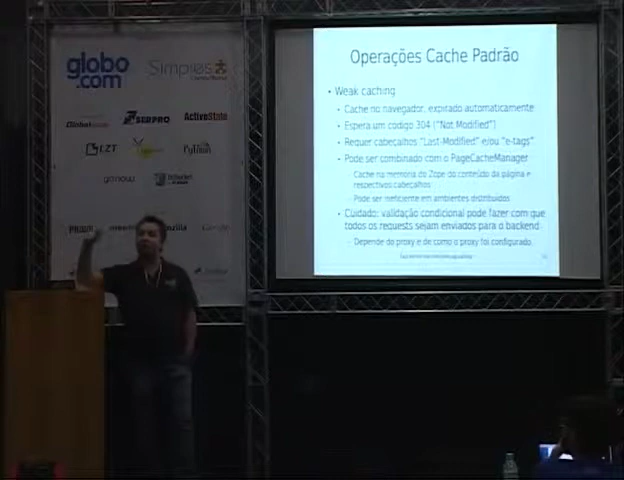 globo
.com
Simples
SERPRO
ActiveState
LZT
python
Operações Cache Padrão
• Weak caching
• Cache no navegador, expirado automaticamente
• Espera um codigo 304 ("Not Modified")
• Requer cabeçalhos "Last-Modified" e/ou "e-tags"
• Pode ser combinado com o PageCacheManager
- Cache na memoria do Zope do conteúdo da página e
respectivos cabeçalhos
- Pode ser ineficiente em ambientes distribuidos
• Cuidado: validação condicional pode fazer com que
todos os requests sejam enviados para o backend
- Depende do proxy e de como o proxy foi configurado